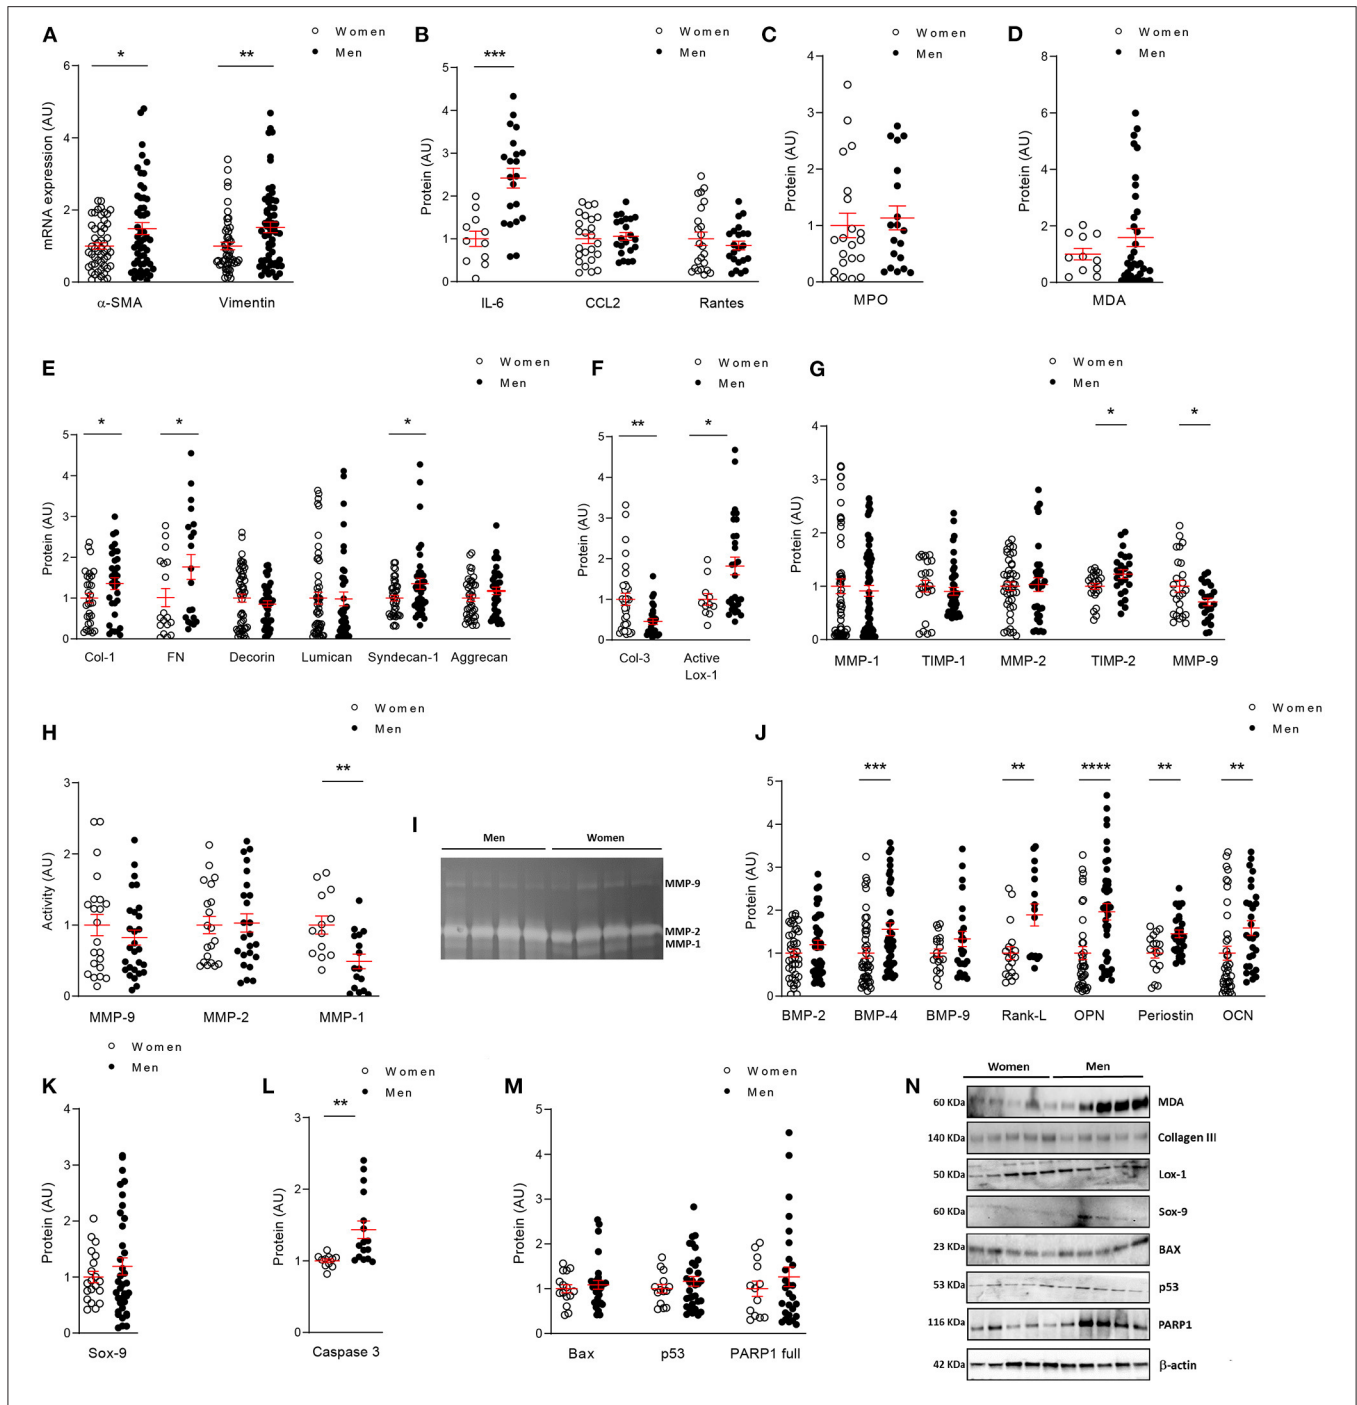 A
Women
Men
*
**
mRNA expression (AU)
6
4
2
0
α-SMA
Vimentin
B
Women
Men
***
Protein (AU)
5
4
3
2
1
0
IL-6
CCL2
Rantes
C
Women
Men
Protein (AU)
4
3
2
1
0
MPO
D
Women
Men
Protein (AU)
8
6
4
2
0
MDA
E
Women
Men
*
*
*
Protein (AU)
5
4
3
2
1
0
Col-1
FN
Decorin
Lumican
Syndecan-1
Aggrecan
F
Women
Men
**
*
Protein (AU)
5
4
3
2
1
0
Col-3
Active
Lox-1
G
Women
Men
*
*
Protein (AU)
4
3
2
1
0
MMP-1
TIMP-1
MMP-2
TIMP-2
MMP-9
H
Women
Men
**
Activity (AU)
3
2
1
0
MMP-9
MMP-2
MMP-1
I
Men
Women
MMP-9
MMP-2
MMP-1
J
Women
Men
***
**
****
**
**
Protein (AU)
5
4
3
2
1
0
BMP-2
BMP-4
BMP-9
Rank-L
OPN
Periostin
OCN
K
Women
Men
Protein (AU)
4
3
2
1
0
Sox-9
L
Women
Men
**
Protein (AU)
3
2
1
0
Caspase 3
M
Women
Men
Protein (AU)
5
4
3
2
1
0
Bax
p53
PARP1 full
N
Women
Men
60 KDa MDA
140 KDa Collagen III
50 KDa Lox-1
60 KDa Sox-9
23 KDa BAX
53 KDa p53
116 KDa PARP1
42 KDa β-actin